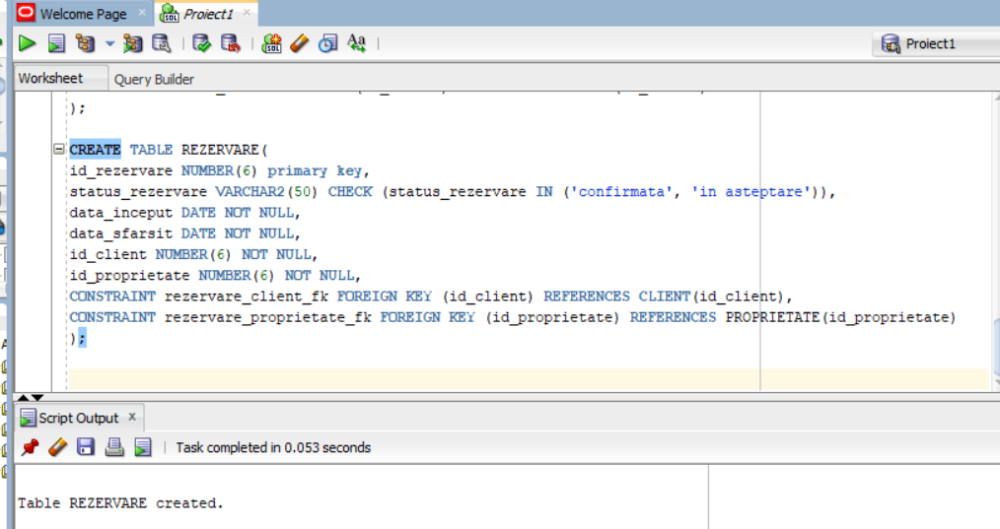 Welcome Page
Proiect1
Proiect1
Worksheet
Query Builder
);
CREATE TABLE REZERVARE(
id_rezervare NUMBER(6) primary key,
status_rezervare VARCHAR2(50) CHECK (status_rezervare IN ('confirmata', 'in asteptare')),
data_inceput DATE NOT NULL,
data_sfarsit DATE NOT NULL,
id_client NUMBER(6) NOT NULL,
id_proprietate NUMBER(6) NOT NULL,
CONSTRAINT rezervare_client_fk FOREIGN KEY (id_client) REFERENCES CLIENT(id_client),
CONSTRAINT rezervare_proprietate_fk FOREIGN KEY (id_proprietate) REFERENCES PROPRIETATE(id_proprietate)
);
Script Output
Task completed in 0.053 seconds
Table REZERVARE created.